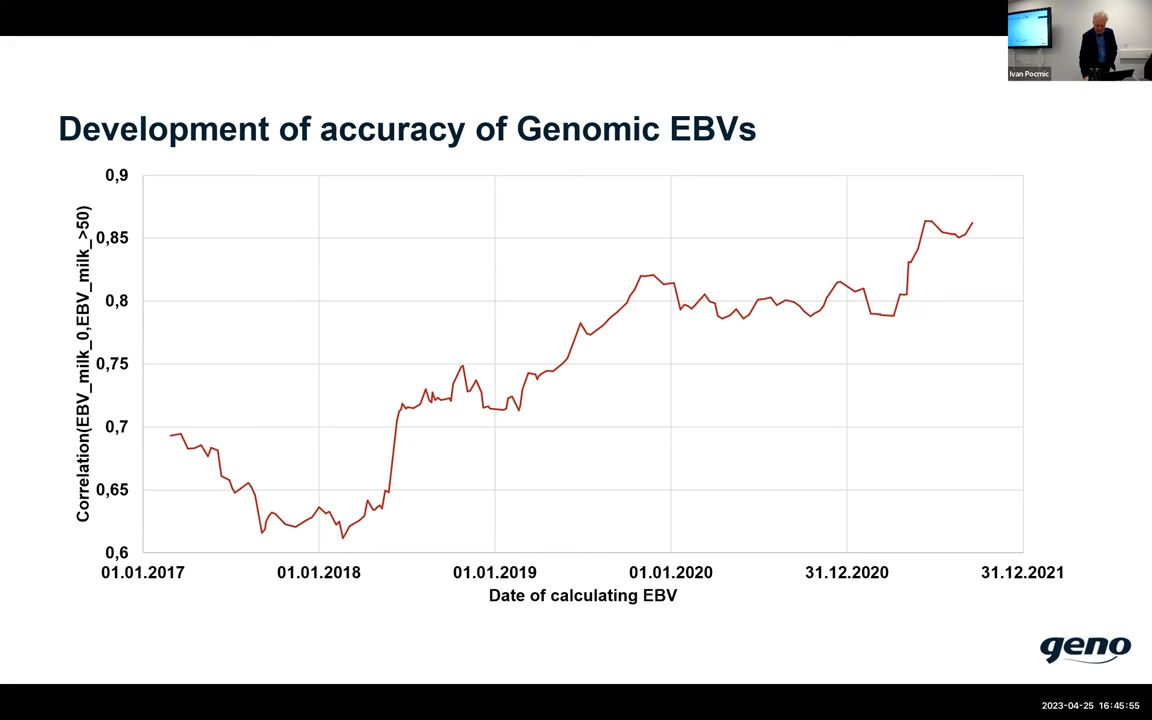 Ivan Pocrnic
Development of accuracy of Genomic EBVs
Correlation(EBV_milk_0,EBV_milk_>50)
0,9
0,85
0,8
0,75
0,7
0,65
0,6
01.01.2017 01.01.2018 01.01.2019 01.01.2020 31.12.2020 31.12.2021
Date of calculating EBV
geno
2023-04-25 16:45:55